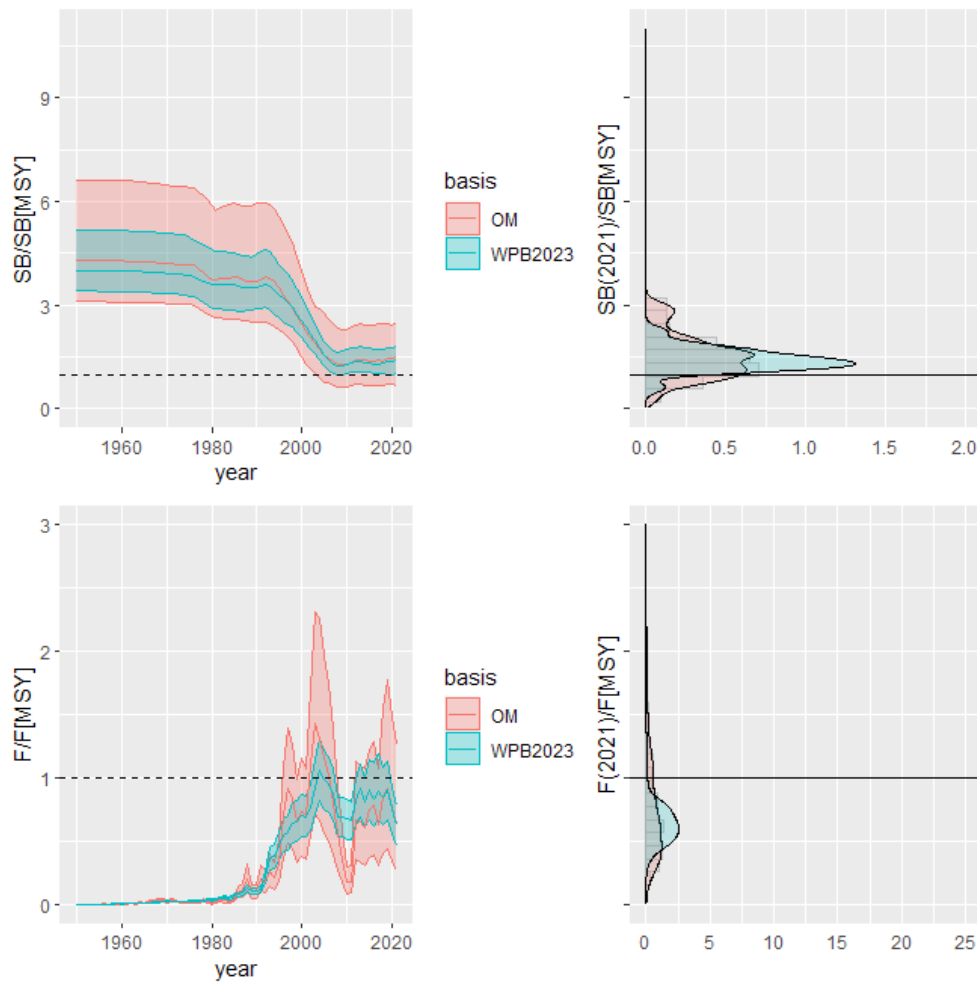 SB/SB[MSY]
9
6
3
0
1960 1980 2000 2020
year
basis
OM
WPB2023
SB(2021)/SB[MSY]
0.0 0.5 1.0 1.5 2.0
F/F[MSY]
3
2
1
0
1960 1980 2000 2020
year
basis
OM
WPB2023
F(2021)/F[MSY]
0 5 10 15 20 25